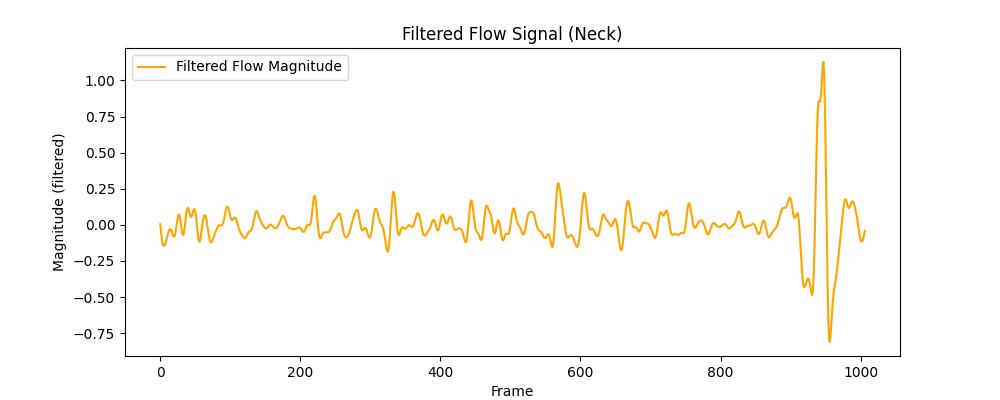 Filtered Flow Signal (Neck)
Filtered Flow Magnitude
Magnitude (filtered)
1.00
0.75
0.50
0.25
0.00
−0.25
−0.50
−0.75
0 200 400 600 800 1000
Frame